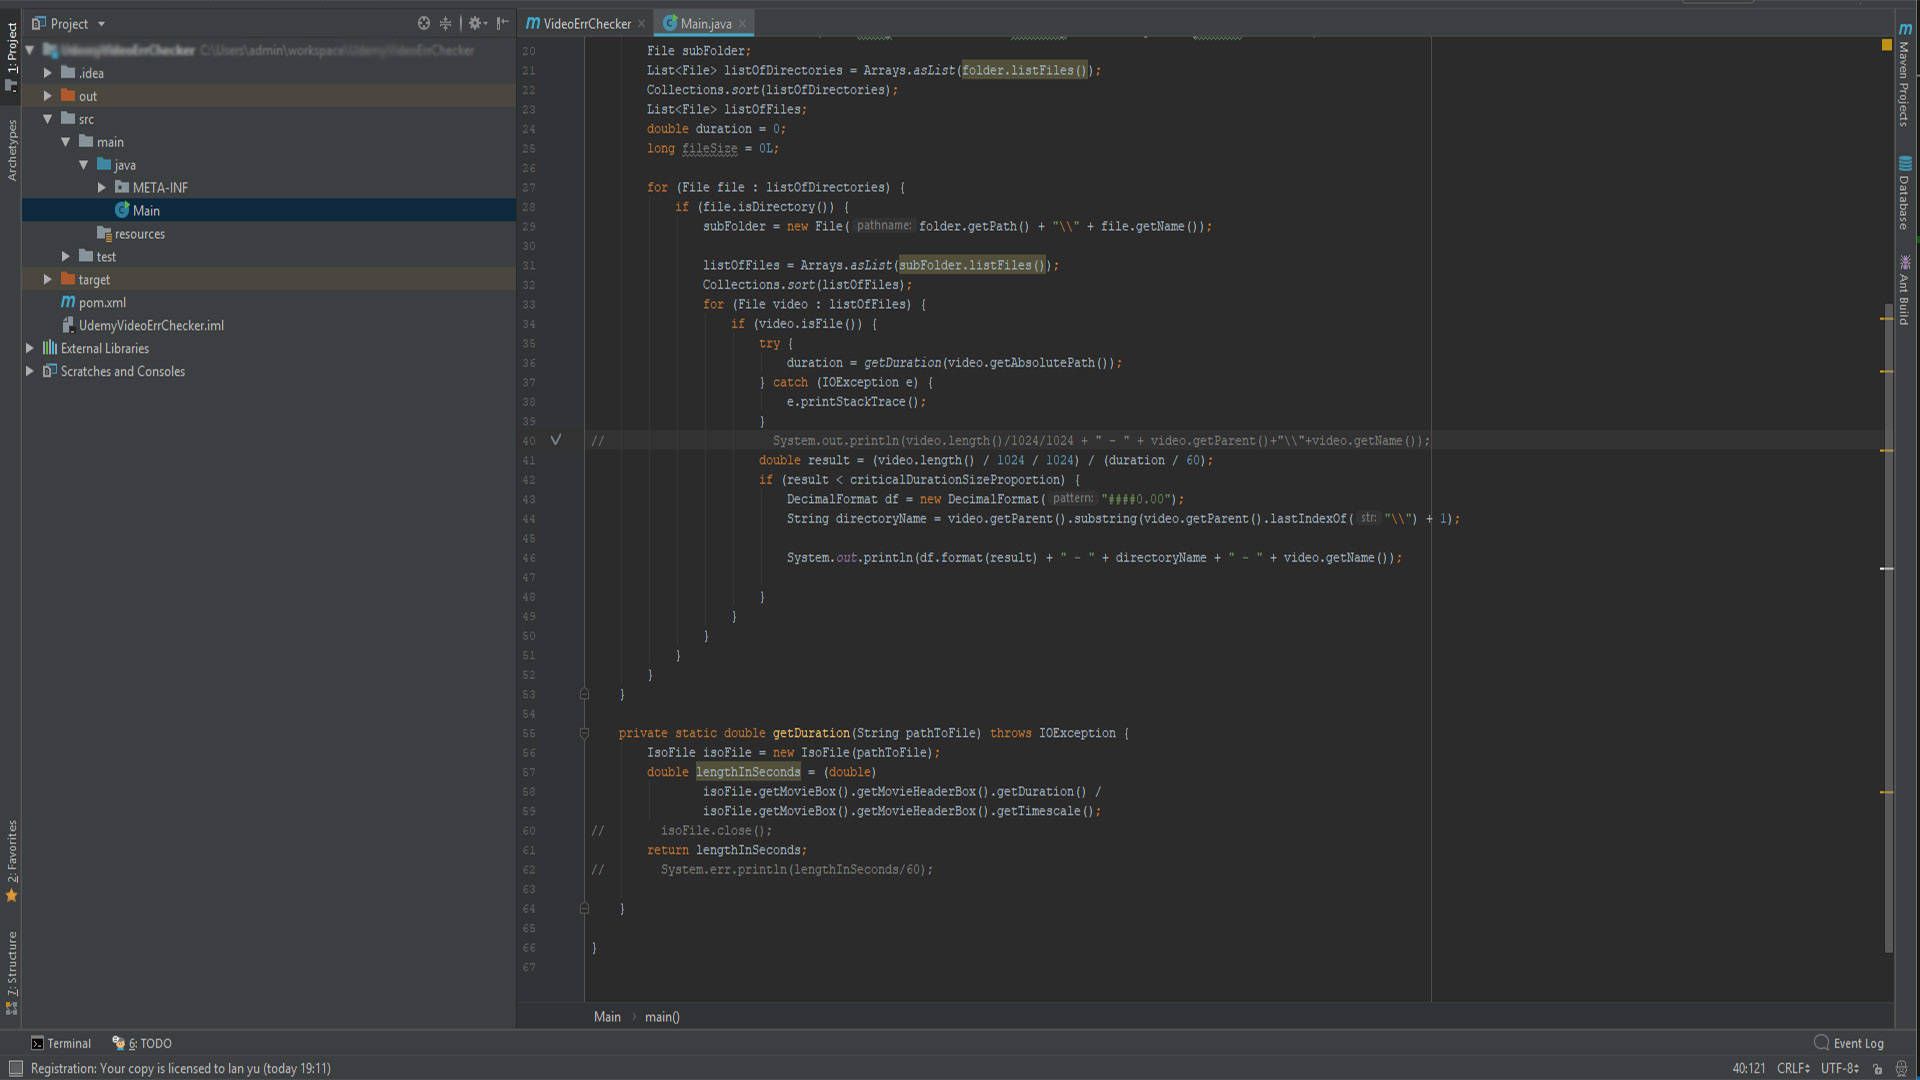 Project
VideoErrChecker
Main.java
1: Project
Archetypes
2: Favorites
7: Structure
UdemyVideoErrChecker C:\Users\admin\workspace\UdemyVideoErrChecker
.idea
out
src
main
java
META-INF
Main
resources
test
target
pom.xml
UdemyVideoErrChecker.iml
External Libraries
Scratches and Consoles
20 File subFolder;
21 List<File> listOfDirectories = Arrays.asList(folder.listFiles());
22 Collections.sort(listOfDirectories);
23 List<File> listOfFiles;
24 double duration = 0;
25 long fileSize = 0L;
26
27 for (File file : listOfDirectories) {
28 if (file.isDirectory()) {
29 subFolder = new File( pathname: folder.getPath() + "\\" + file.getName());
30
31 listOfFiles = Arrays.asList(subFolder.listFiles());
32 Collections.sort(listOfFiles);
33 for (File video : listOfFiles) {
34 if (video.isFile()) {
35 try {
36 duration = getDuration(video.getAbsolutePath());
37 } catch (IOException e) {
38 e.printStackTrace();
39 }
40 // System.out.println(video.length()/1024/1024 + " - " + video.getParent()+"\\"+video.getName());
41 double result = (video.length() / 1024 / 1024) / (duration / 60);
42 if (result < criticalDurationSizeProportion) {
43 DecimalFormat df = new DecimalFormat( pattern: "####0.00");
44 String directoryName = video.getParent().substring(video.getParent().lastIndexOf( str: "\\") + 1);
45
46 System.out.println(df.format(result) + " - " + directoryName + " - " + video.getName());
47
48 }
49 }
50 }
51 }
52 }
53 }
54
55 private static double getDuration(String pathToFile) throws IOException {
56 IsoFile isoFile = new IsoFile(pathToFile);
57 double lengthInSeconds = (double)
58 isoFile.getMovieBox().getMovieHeaderBox().getDuration() /
59 isoFile.getMovieBox().getMovieHeaderBox().getTimescale();
60 // isoFile.close();
61 return lengthInSeconds;
62 // System.err.println(lengthInSeconds/60);
63
64 }
65
66 }
67
Main › main()
Maven Projects
Database
Ant Build
Terminal
6: TODO
Event Log
Registration: Your copy is licensed to lan yu (today 19:11)
40:121 CRLF UTF-8